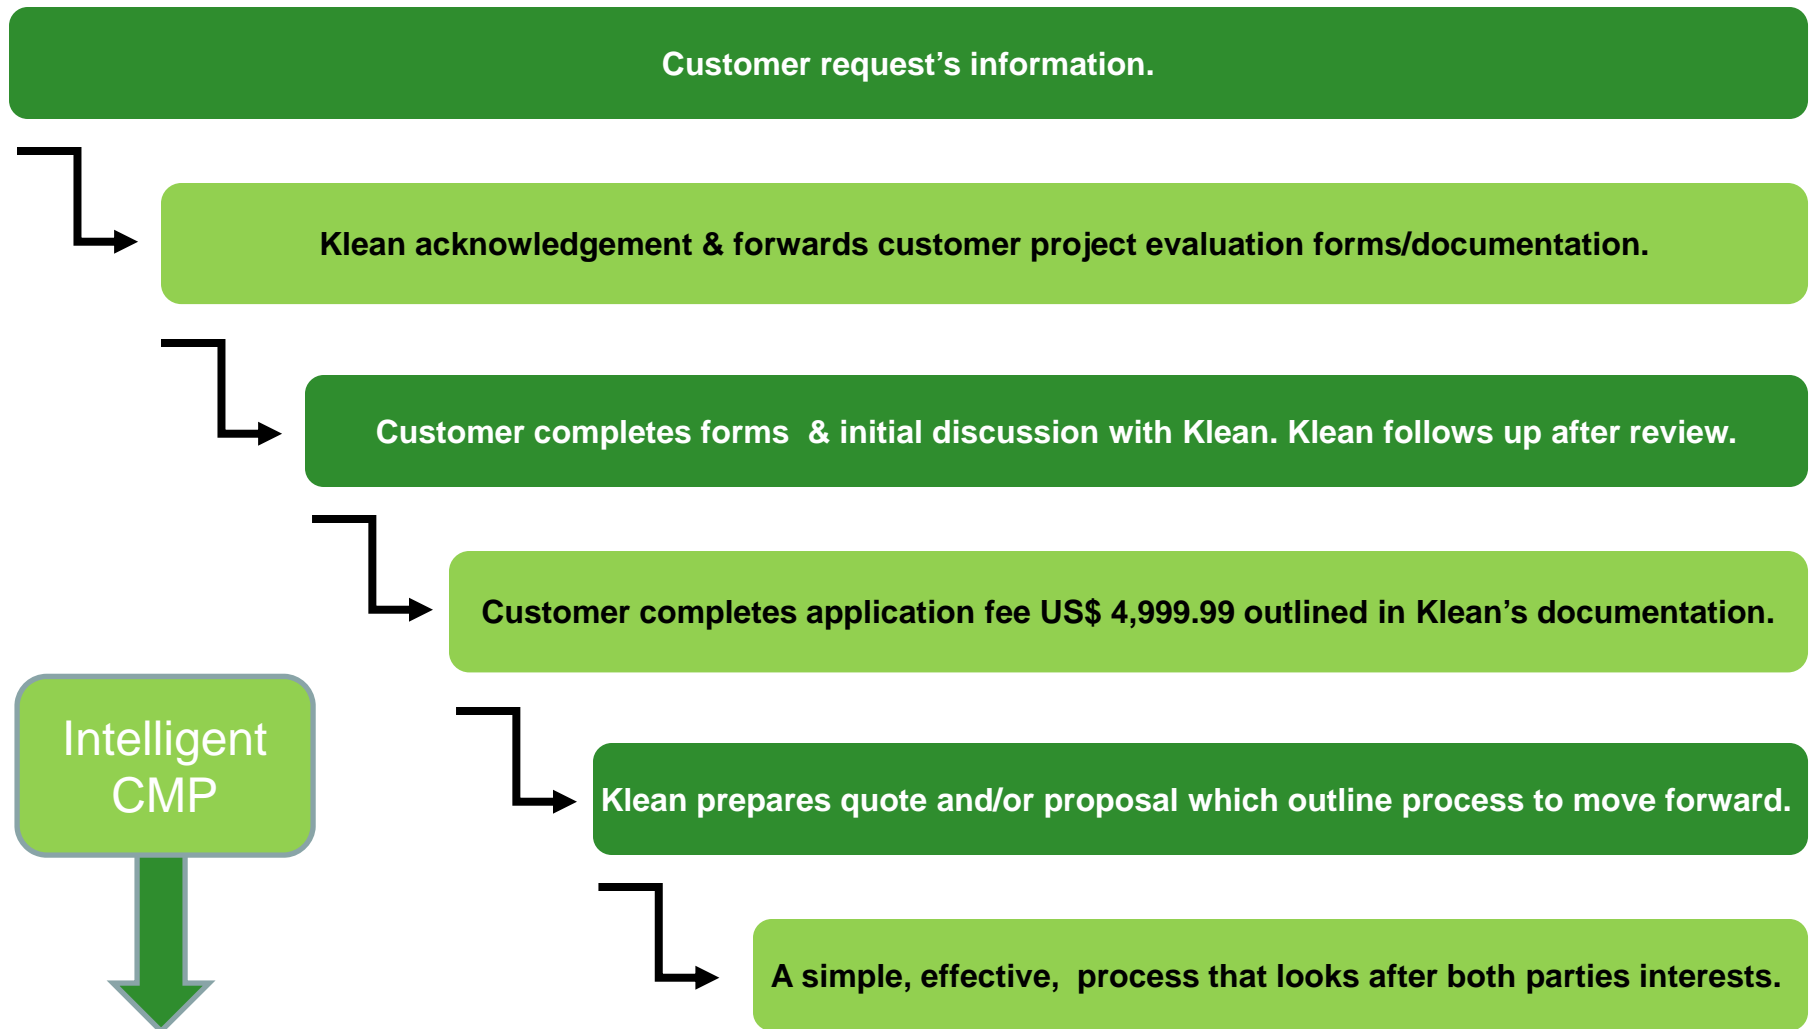 Customer request’s information.
Klean acknowledgement & forwards customer project evaluation forms/documentation.
Customer completes forms  & initial discussion with Klean. Klean follows up after review.
Customer completes application fee US$ 4,999.99 outlined in Klean’s documentation.
Intelligent
CMP
Klean prepares quote and/or proposal which outline process to move forward.
A simple, effective,  process that looks after both parties interests.